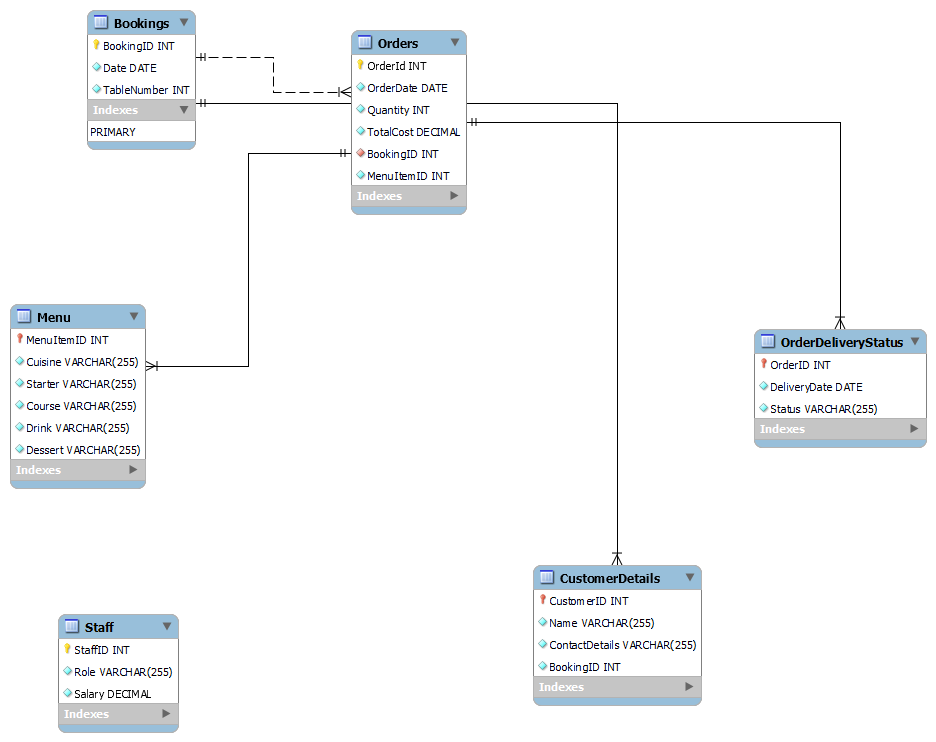 Bookings
BookingID INT
Date DATE
TableNumber INT
Indexes
PRIMARY
Orders
OrderId INT
OrderDate DATE
Quantity INT
TotalCost DECIMAL
BookingID INT
MenuItemID INT
Indexes
Menu
MenuItemID INT
Cuisine VARCHAR(255)
Starter VARCHAR(255)
Course VARCHAR(255)
Drink VARCHAR(255)
Dessert VARCHAR(255)
Indexes
OrderDeliveryStatus
OrderID INT
DeliveryDate DATE
Status VARCHAR(255)
Indexes
CustomerDetails
CustomerID INT
Name VARCHAR(255)
ContactDetails VARCHAR(255)
BookingID INT
Indexes
Staff
StaffID INT
Role VARCHAR(255)
Salary DECIMAL
Indexes